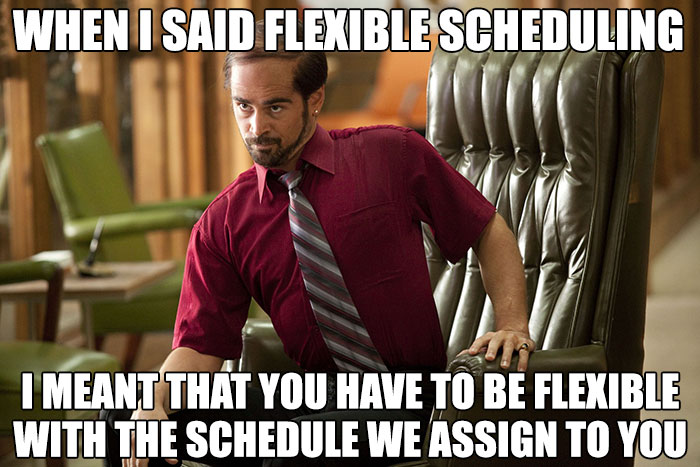 WHEN I SAID FLEXIBLE SCHEDULING
I MEANT THAT YOU HAVE TO BE FLEXIBLE
WITH THE SCHEDULE WE ASSIGN TO YOU